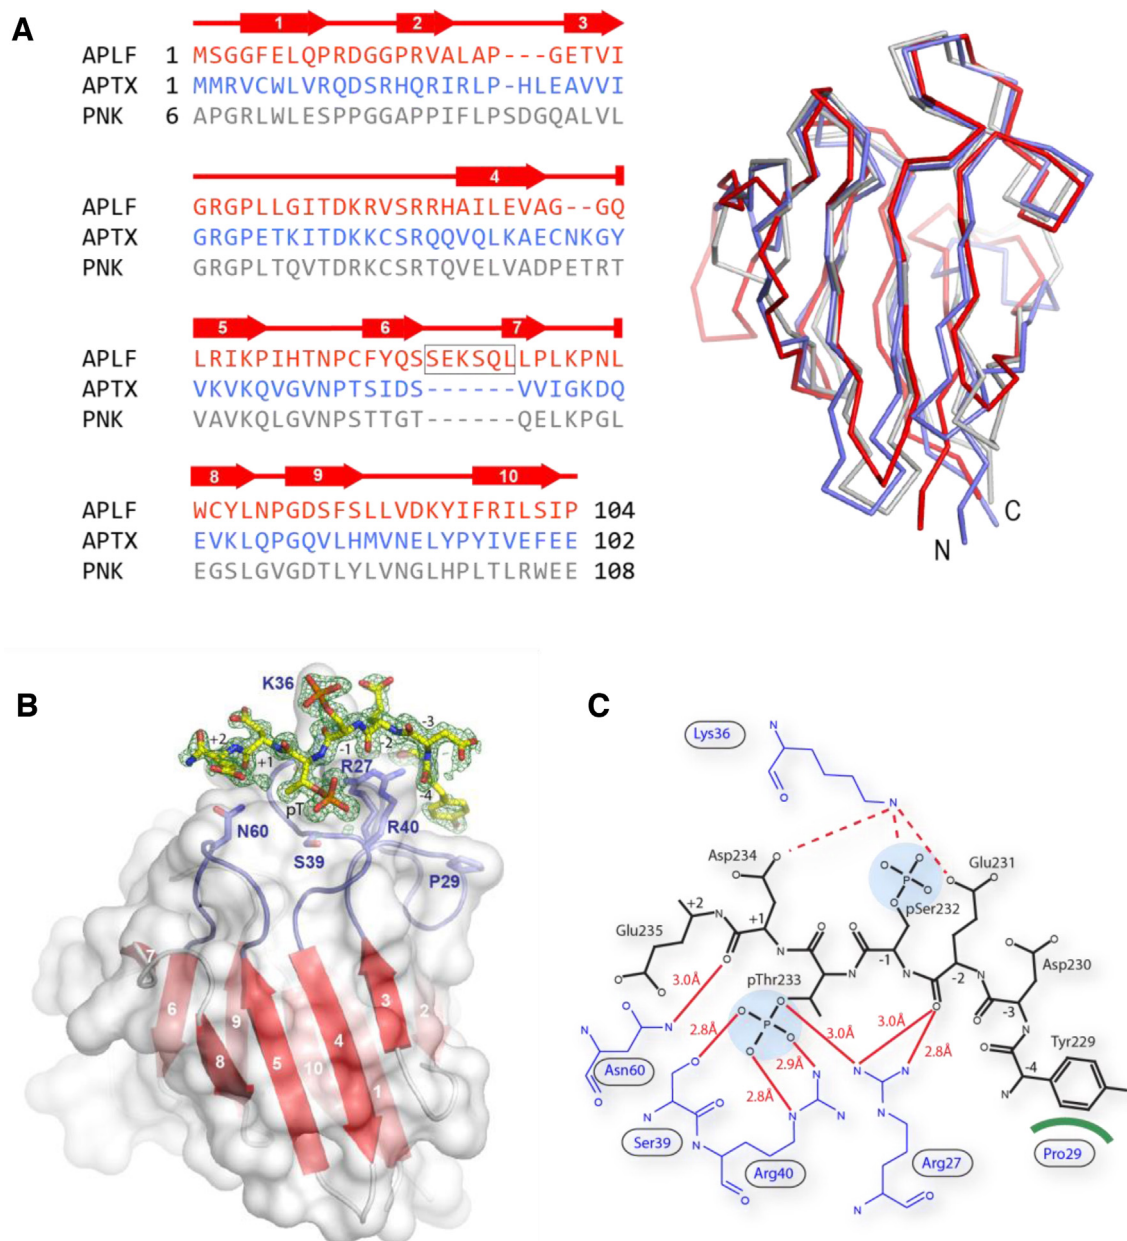 A
1 2 3
APLF 1 MSGGFELQPRDGGPRVALAP---GETVI
APTX 1 MMRVCWLVRQDSRHQRIRLP-HLEAVVI
PNK 6 APGRLWLESPPGGAPPIFLPSDGQALVL
4
APLF GRGPLLGITDKRVSRRHAILEVAG--GQ
APTX GRGPETKITDKKCSRQQVQLKAECNKGY
PNK GRGPLTQVTDRKCSRTQVELVADPETRT
5 6 7
APLF LRIKPIHTNPCFYQSSEKSQLLPLKPNL
APTX VKVKQVGVNPTSIDS------VVIGKDQ
PNK VAVKQLGVNPSTTGT------QELKPGL
8 9 10
APLF WCYLNPGDSFSLLVDKYIFRILSIP 104
APTX EVKLQPGQVLHMVNELYPYIVEFEE 102
PNK EGSLGVGDTLYLVNGLHPLTLRWEE 108
N
C
B
K36
+2
+1
-1
-2
-3
-4
R27
pT
N60
S39
R40
P29
7
6
9
8
5
10
4
3
2
1
C
Lys36
N
O
Asp234
O
O
O
O
P
O
O
O
Glu231
O
O
pSer232
+2
+1
N
Glu235
O
O
O
O
O
N
-1
N
-2
N
O
O
Asp230
-3
O
N
Tyr229
O
-4
N
pThr233
O
O
P
O
O
O
3.0Å
2.8Å
3.0Å
3.0Å
2.8Å
2.9Å
2.8Å
N
N
O
O
Asn60
O
N
O
N
Ser39
N
N
N
O
Arg40
N
N
N
N
O
Arg27
Pro29